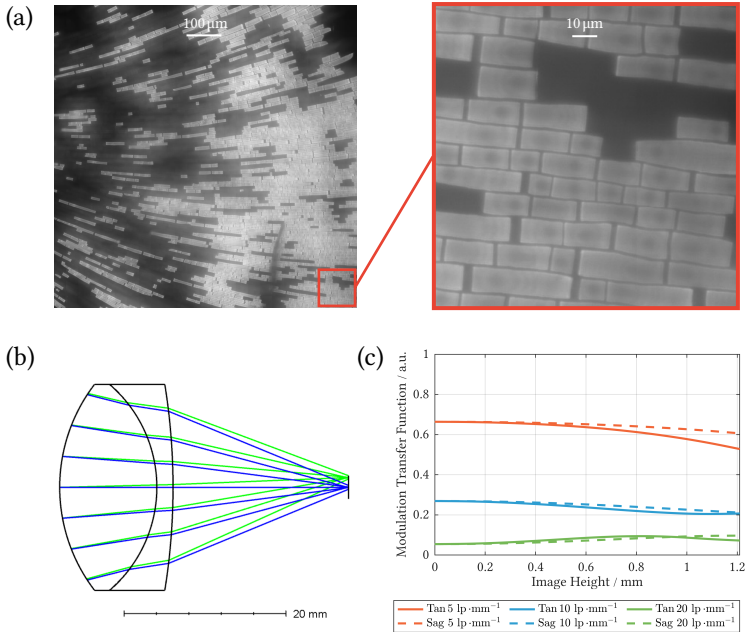 (a)
100 μm
10 μm
(b)
20 mm
(c)
Modulation Transfer Function / a.u.
1
0.8
0.6
0.4
0.2
0
0
0.2
0.4
0.6
0.8
1
1.2
Image Height / mm
Tan 5 lp·mm⁻¹ Tan 10 lp·mm⁻¹ Tan 20 lp·mm⁻¹
Sag 5 lp·mm⁻¹ Sag 10 lp·mm⁻¹ Sag 20 lp·mm⁻¹